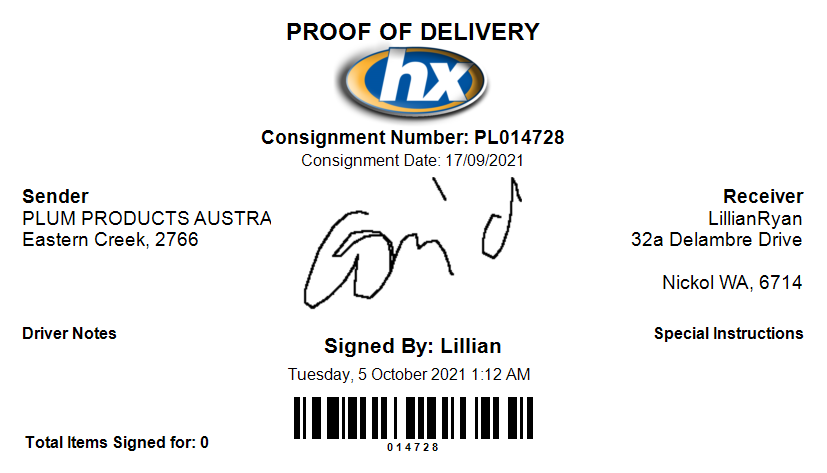 PROOF OF DELIVERY
hx
Consignment Number: PL014728
Consignment Date: 17/09/2021
Sender
PLUM PRODUCTS AUSTRA
Eastern Creek, 2766
Receiver
LillianRyan
32a Delambre Drive
Nickol WA, 6714
Driver Notes
Special Instructions
Signed By: Lillian
Tuesday, 5 October 2021 1:12 AM
014728
Total Items Signed for: 0